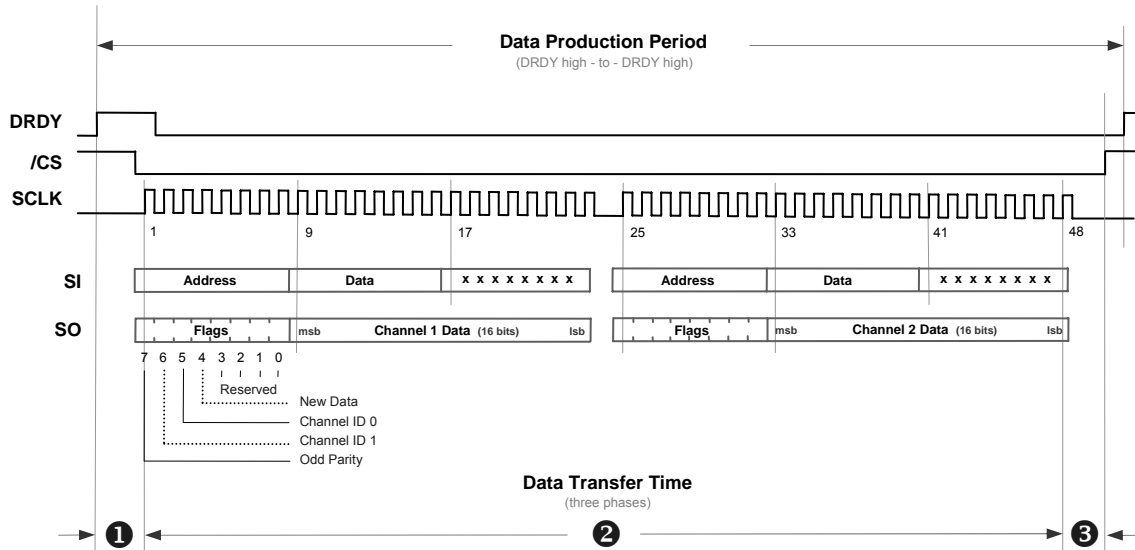 Data Production Period
(DRDY high - to - DRDY high)
DRDY
/CS
SCLK
1 9 17 25 33 41 48
SI Address Data x x x x x x x x Address Data x x x x x x x x
SO Flags msb Channel 1 Data (16 bits) lsb Flags msb Channel 2 Data (16 bits) lsb
7 6 5 4 3 2 1 0
Reserved
New Data
Channel ID 0
Channel ID 1
Odd Parity
Data Transfer Time
(three phases)
❶ ❷ ❸